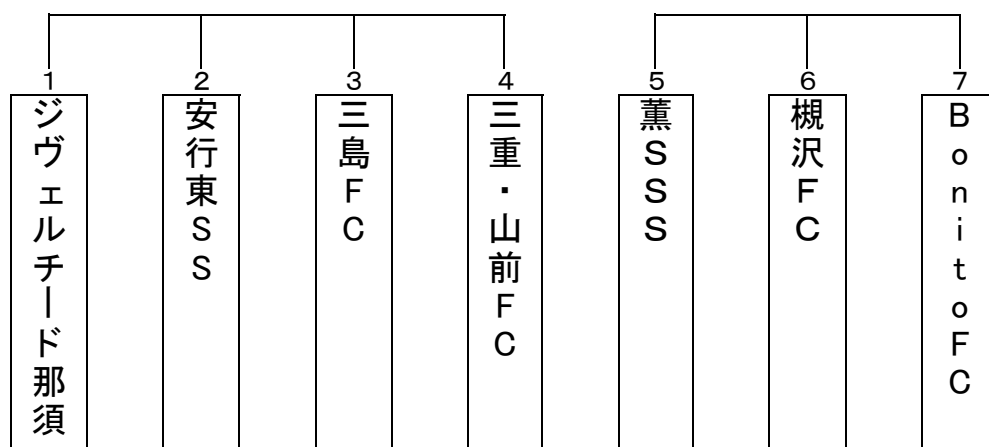 1
ジヴェルチード那須
2
安行東SS
3
三島FC
4
三重・山前FC
5
薫SSS
6
槻沢FC
7
BonitoFC